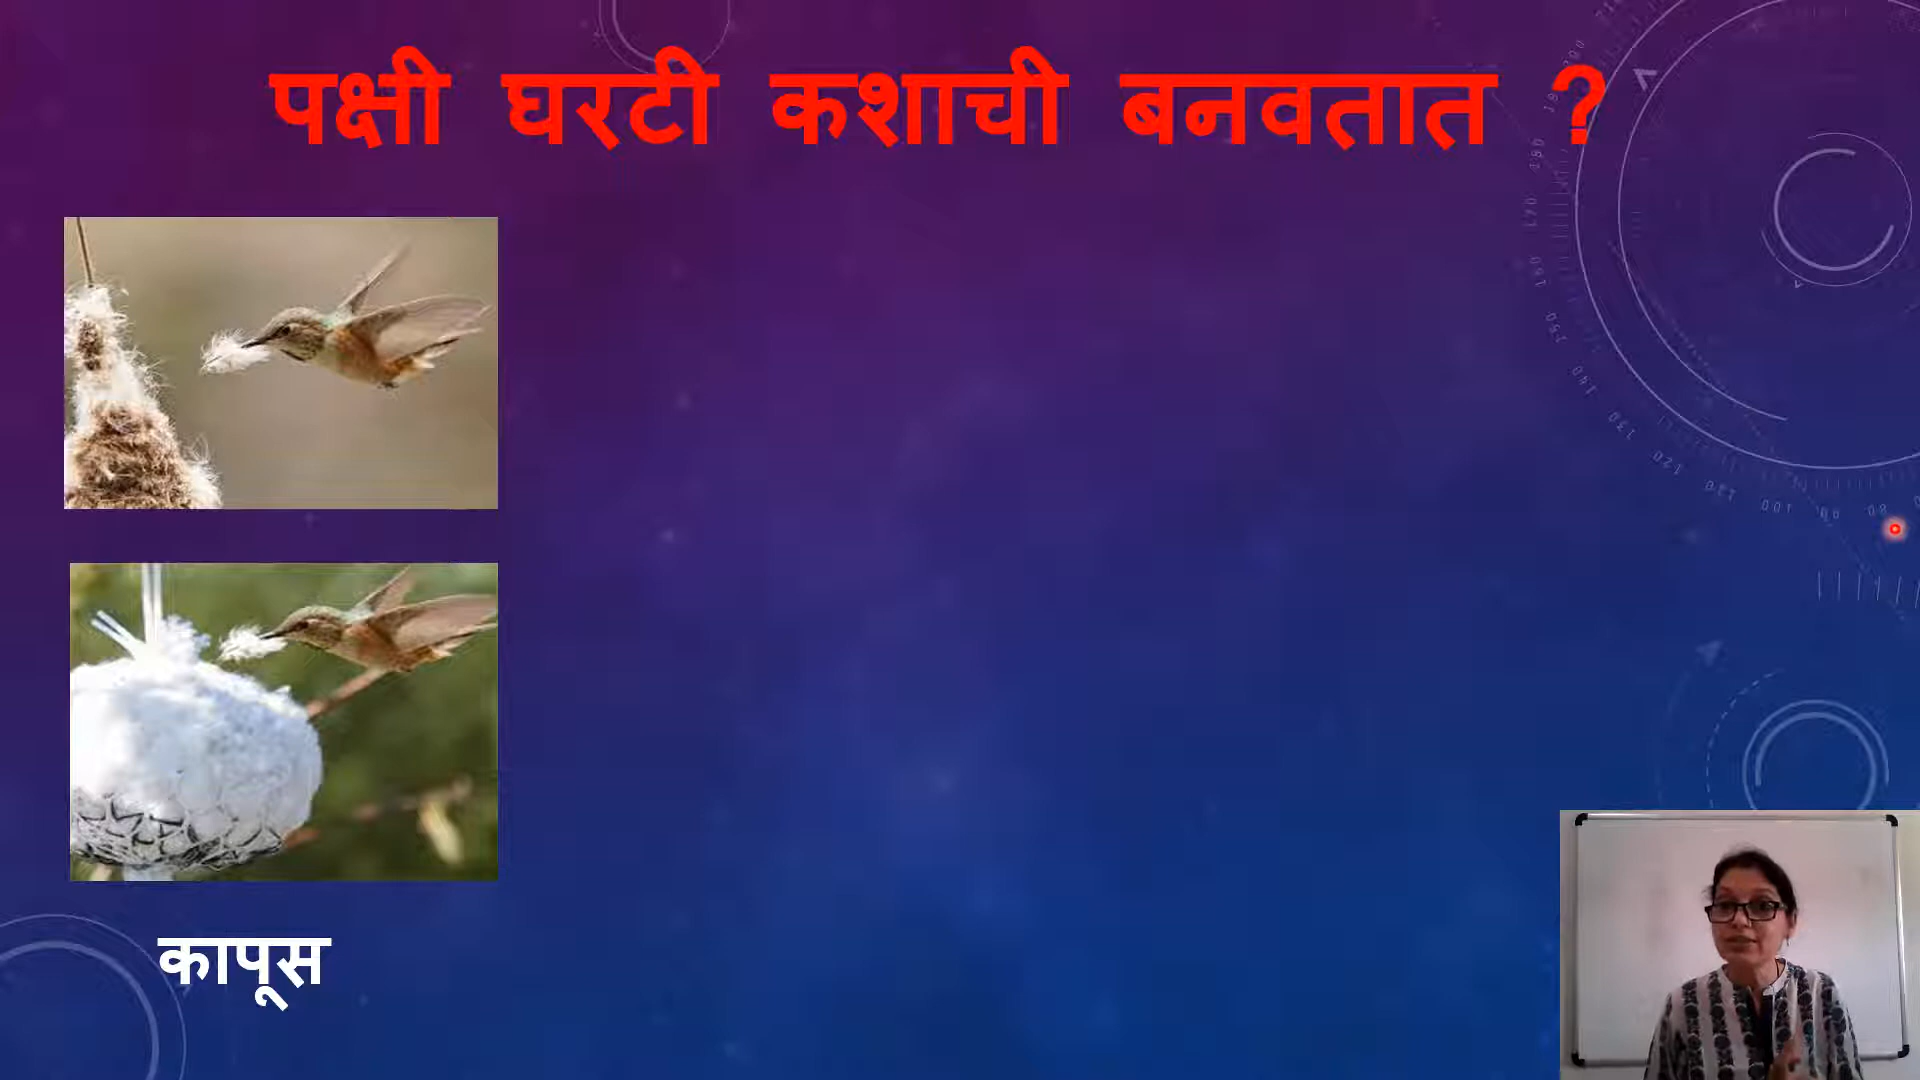 पक्षी घरटी कशाची बनवतात ?
कापूस